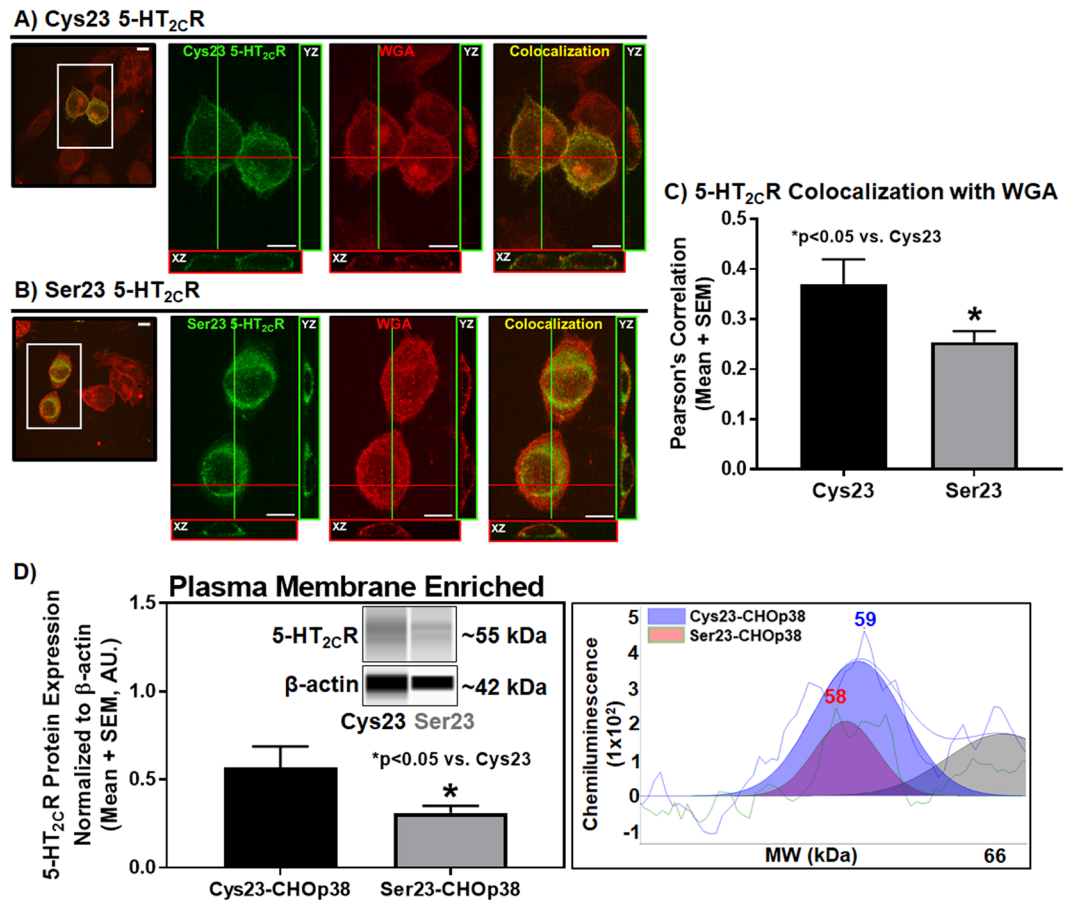 A) Cys23 5-HT2CR
Cys23 5-HT2CR
YZ
WGA
YZ
Colocalization
YZ
XZ
XZ
XZ
B) Ser23 5-HT2CR
Ser23 5-HT2CR
YZ
WGA
YZ
Colocalization
YZ
XZ
XZ
XZ
C) 5-HT2CR Colocalization with WGA
Pearson's Correlation
(Mean + SEM)
0.5
0.4
0.3
0.2
0.1
0.0
*p<0.05 vs. Cys23
*
Cys23
Ser23
D)
Plasma Membrane Enriched
5-HT2CR Protein Expression
Normalized to β-actin
(Mean + SEM, AU.)
1.5
1.0
0.5
0.0
5-HT2CR
~55 kDa
β-actin
~42 kDa
Cys23 Ser23
*p<0.05 vs. Cys23
*
Cys23-CHOp38
Ser23-CHOp38
Chemiluminescence
(1x10²)
5
4
3
2
1
0
-1
Cys23-CHOp38
Ser23-CHOp38
59
58
MW (kDa)
66